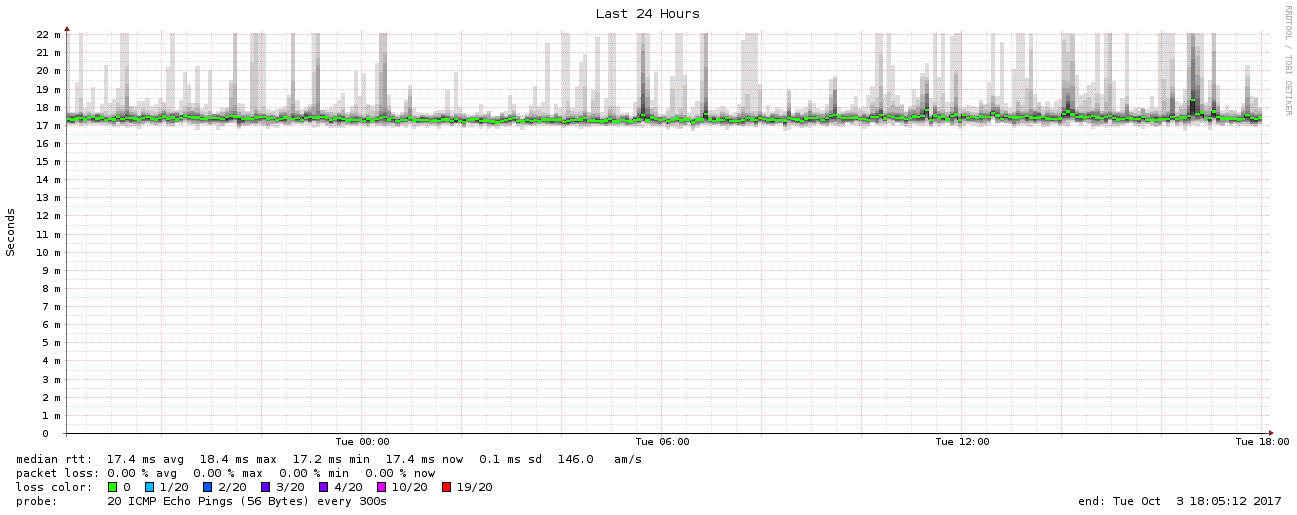 Last 24 Hours
RRDTOOL / TOBI OETIKER
Seconds
22 m
21 m
20 m
19 m
18 m
17 m
16 m
15 m
14 m
13 m
12 m
11 m
10 m
9 m
8 m
7 m
6 m
5 m
4 m
3 m
2 m
1 m
0
Tue 00:00 Tue 06:00 Tue 12:00 Tue 18:00
median rtt: 17.4 ms avg 18.4 ms max 17.2 ms min 17.4 ms now 0.1 ms sd 146.0 am/s
packet loss: 0.00 % avg 0.00 % max 0.00 % min 0.00 % now
loss color: 0 1/20 2/20 3/20 4/20 10/20 19/20
probe: 20 ICMP Echo Pings (56 Bytes) every 300s end: Tue Oct 3 18:05:12 2017